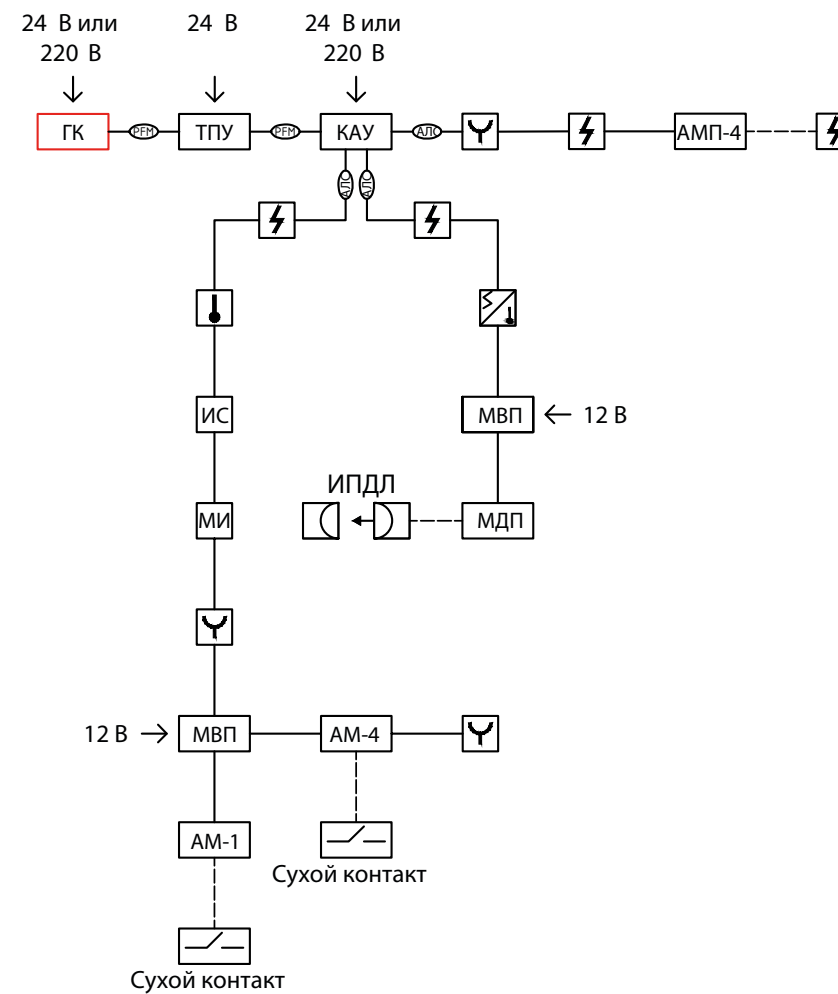 24 В или
220 В
24 В
24 В или
220 В
ГК
PFM
ТПУ
PFM
КАУ
АЛС
АМП-4
АЛС
АЛС
ИС
МВП
12 В
ИПДЛ
МИ
МДП
12 В
МВП
АМ-4
АМ-1
Сухой контакт
Сухой контакт